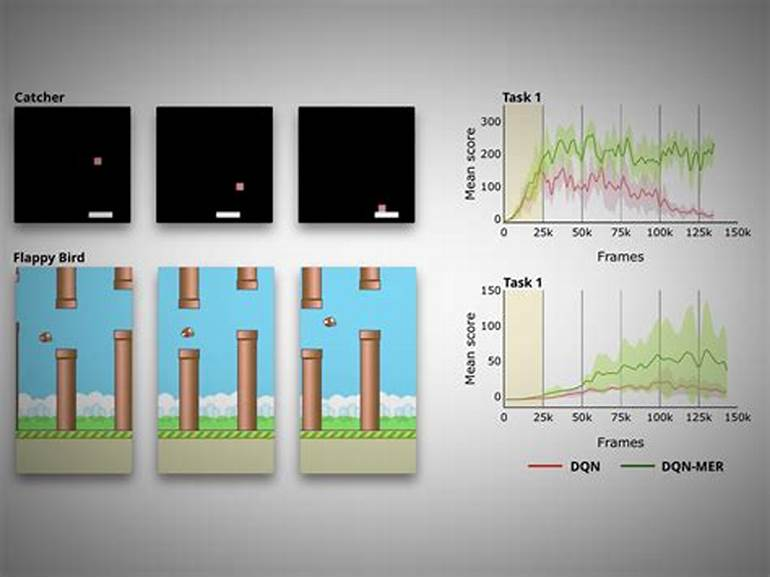 Catcher
Flappy Bird
Task 1
300
200
100
0
Mean score
0 25k 50k 75k 100k 125k 150k
Frames
Task 1
150
100
50
0
Mean score
0 25k 50k 75k 100k 125k 150k
Frames
DQN DQN-MER